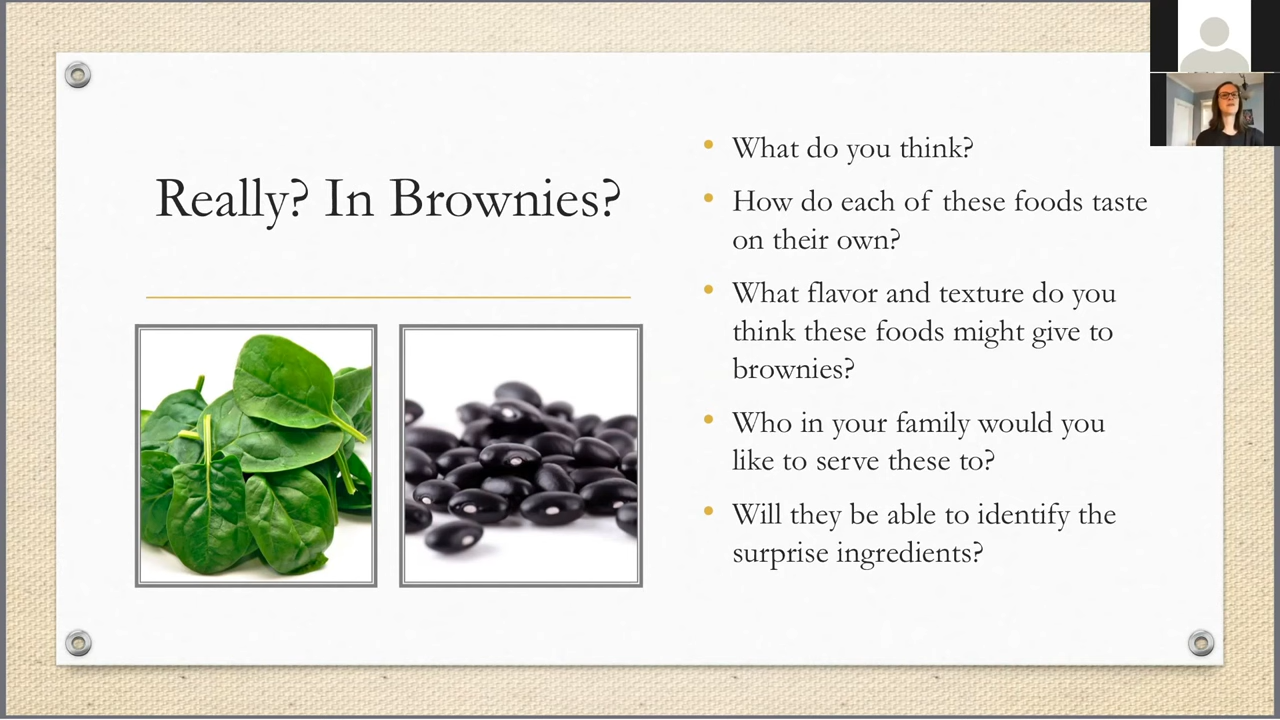 Really? In Brownies?
What do you think?
How do each of these foods taste
on their own?
What flavor and texture do you
think these foods might give to
brownies?
Who in your family would you
like to serve these to?
Will they be able to identify the
surprise ingredients?